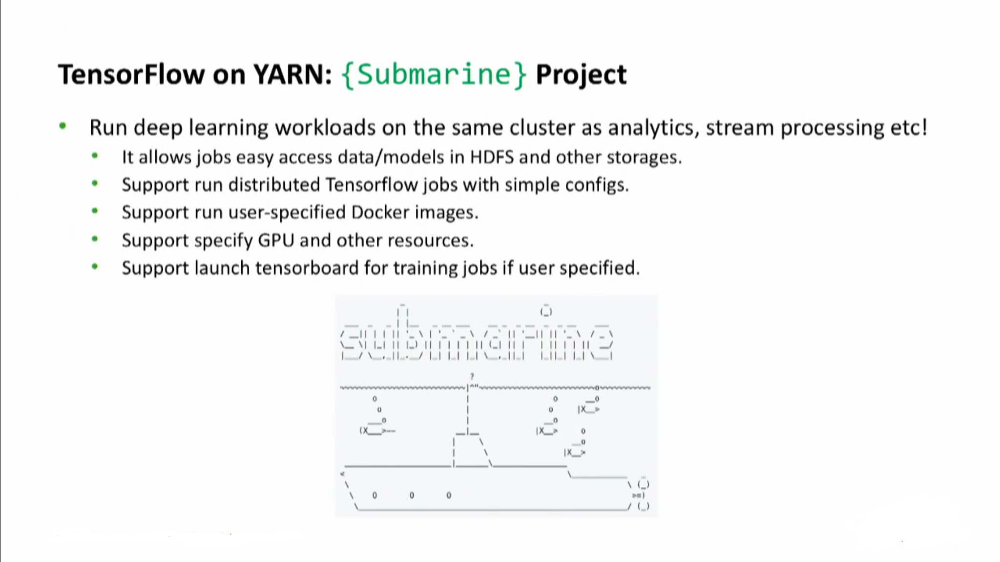 TensorFlow on YARN: {Submarine} Project
• Run deep learning workloads on the same cluster as analytics, stream processing etc!
• It allows jobs easy access data/models in HDFS and other storages.
• Support run distributed Tensorflow jobs with simple configs.
• Support run user-specified Docker images.
• Support specify GPU and other resources.
• Support launch tensorboard for training jobs if user specified.
submarine